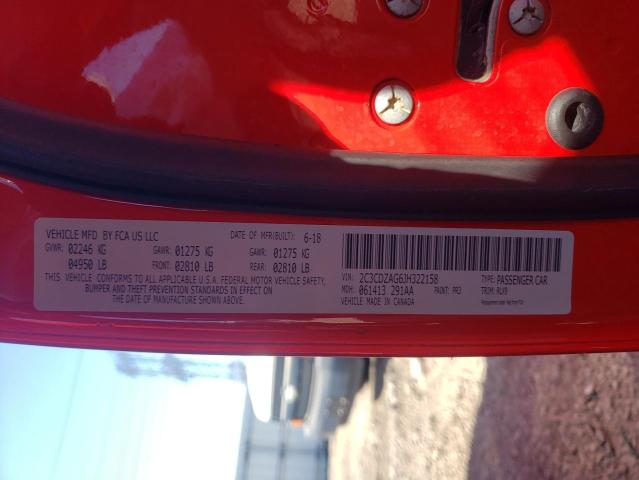 VEHICLE MFD BY FCA US LLC DATE OF MFR(BUILT): 6-18
GVWR: 02246 KG GAWR: 01275 KG GAWR: 01275 KG
04950 LB FRONT: 02810 LB REAR: 02810 LB
THIS VEHICLE CONFORMS TO ALL APPLICABLE U.S.A. FEDERAL MOTOR VEHICLE SAFETY,
BUMPER AND THEFT PREVENTION STANDARDS IN EFFECT ON
THE DATE OF MANUFACTURE SHOWN ABOVE.
VIN: 2C3CDZAG6JH322158 TYPE: PASSENGER CAR
MDH: 061413 291AA PAINT: PR3 TRIM: RLX9
VEHICLE MADE IN CANADA